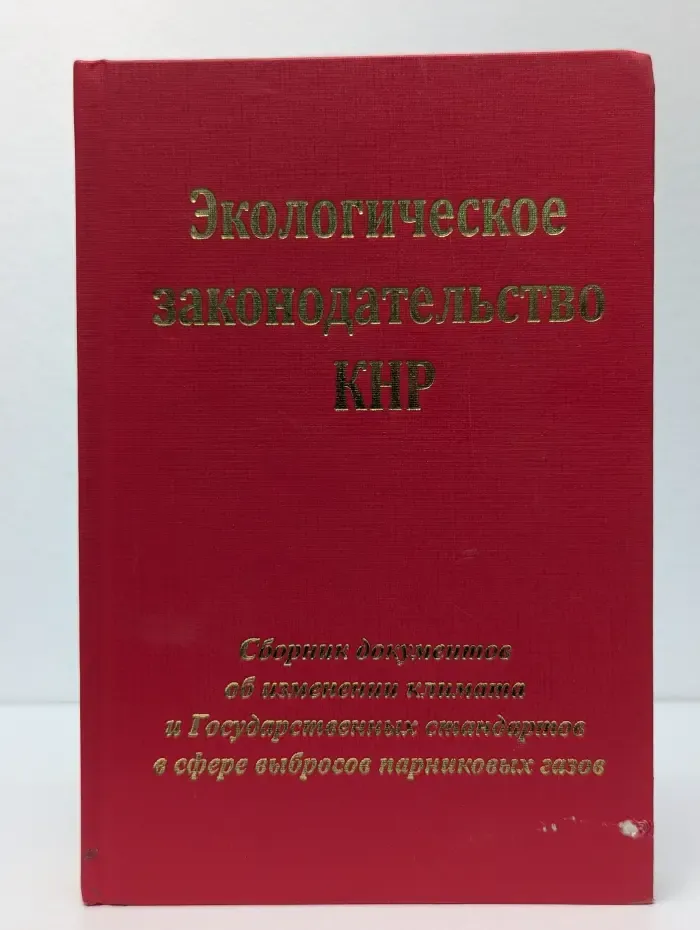 Экологическое
законодательство
КНР
Сборник документов
об изменении климата
и Государственных стандартов
в сфере выбросов парниковых газов